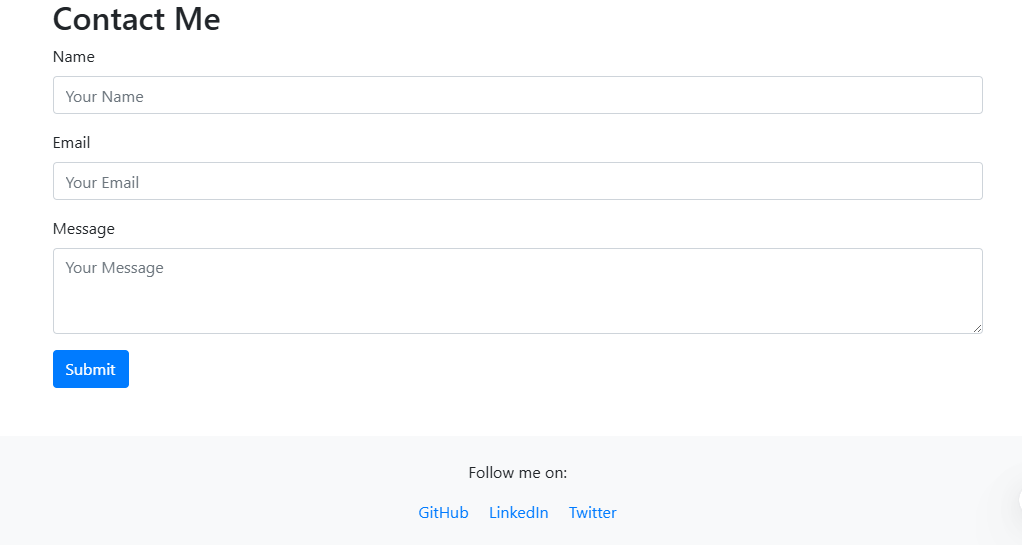 Contact Me
Name
Your Name
Email
Your Email
Message
Your Message
Submit
Follow me on:
GitHub LinkedIn Twitter